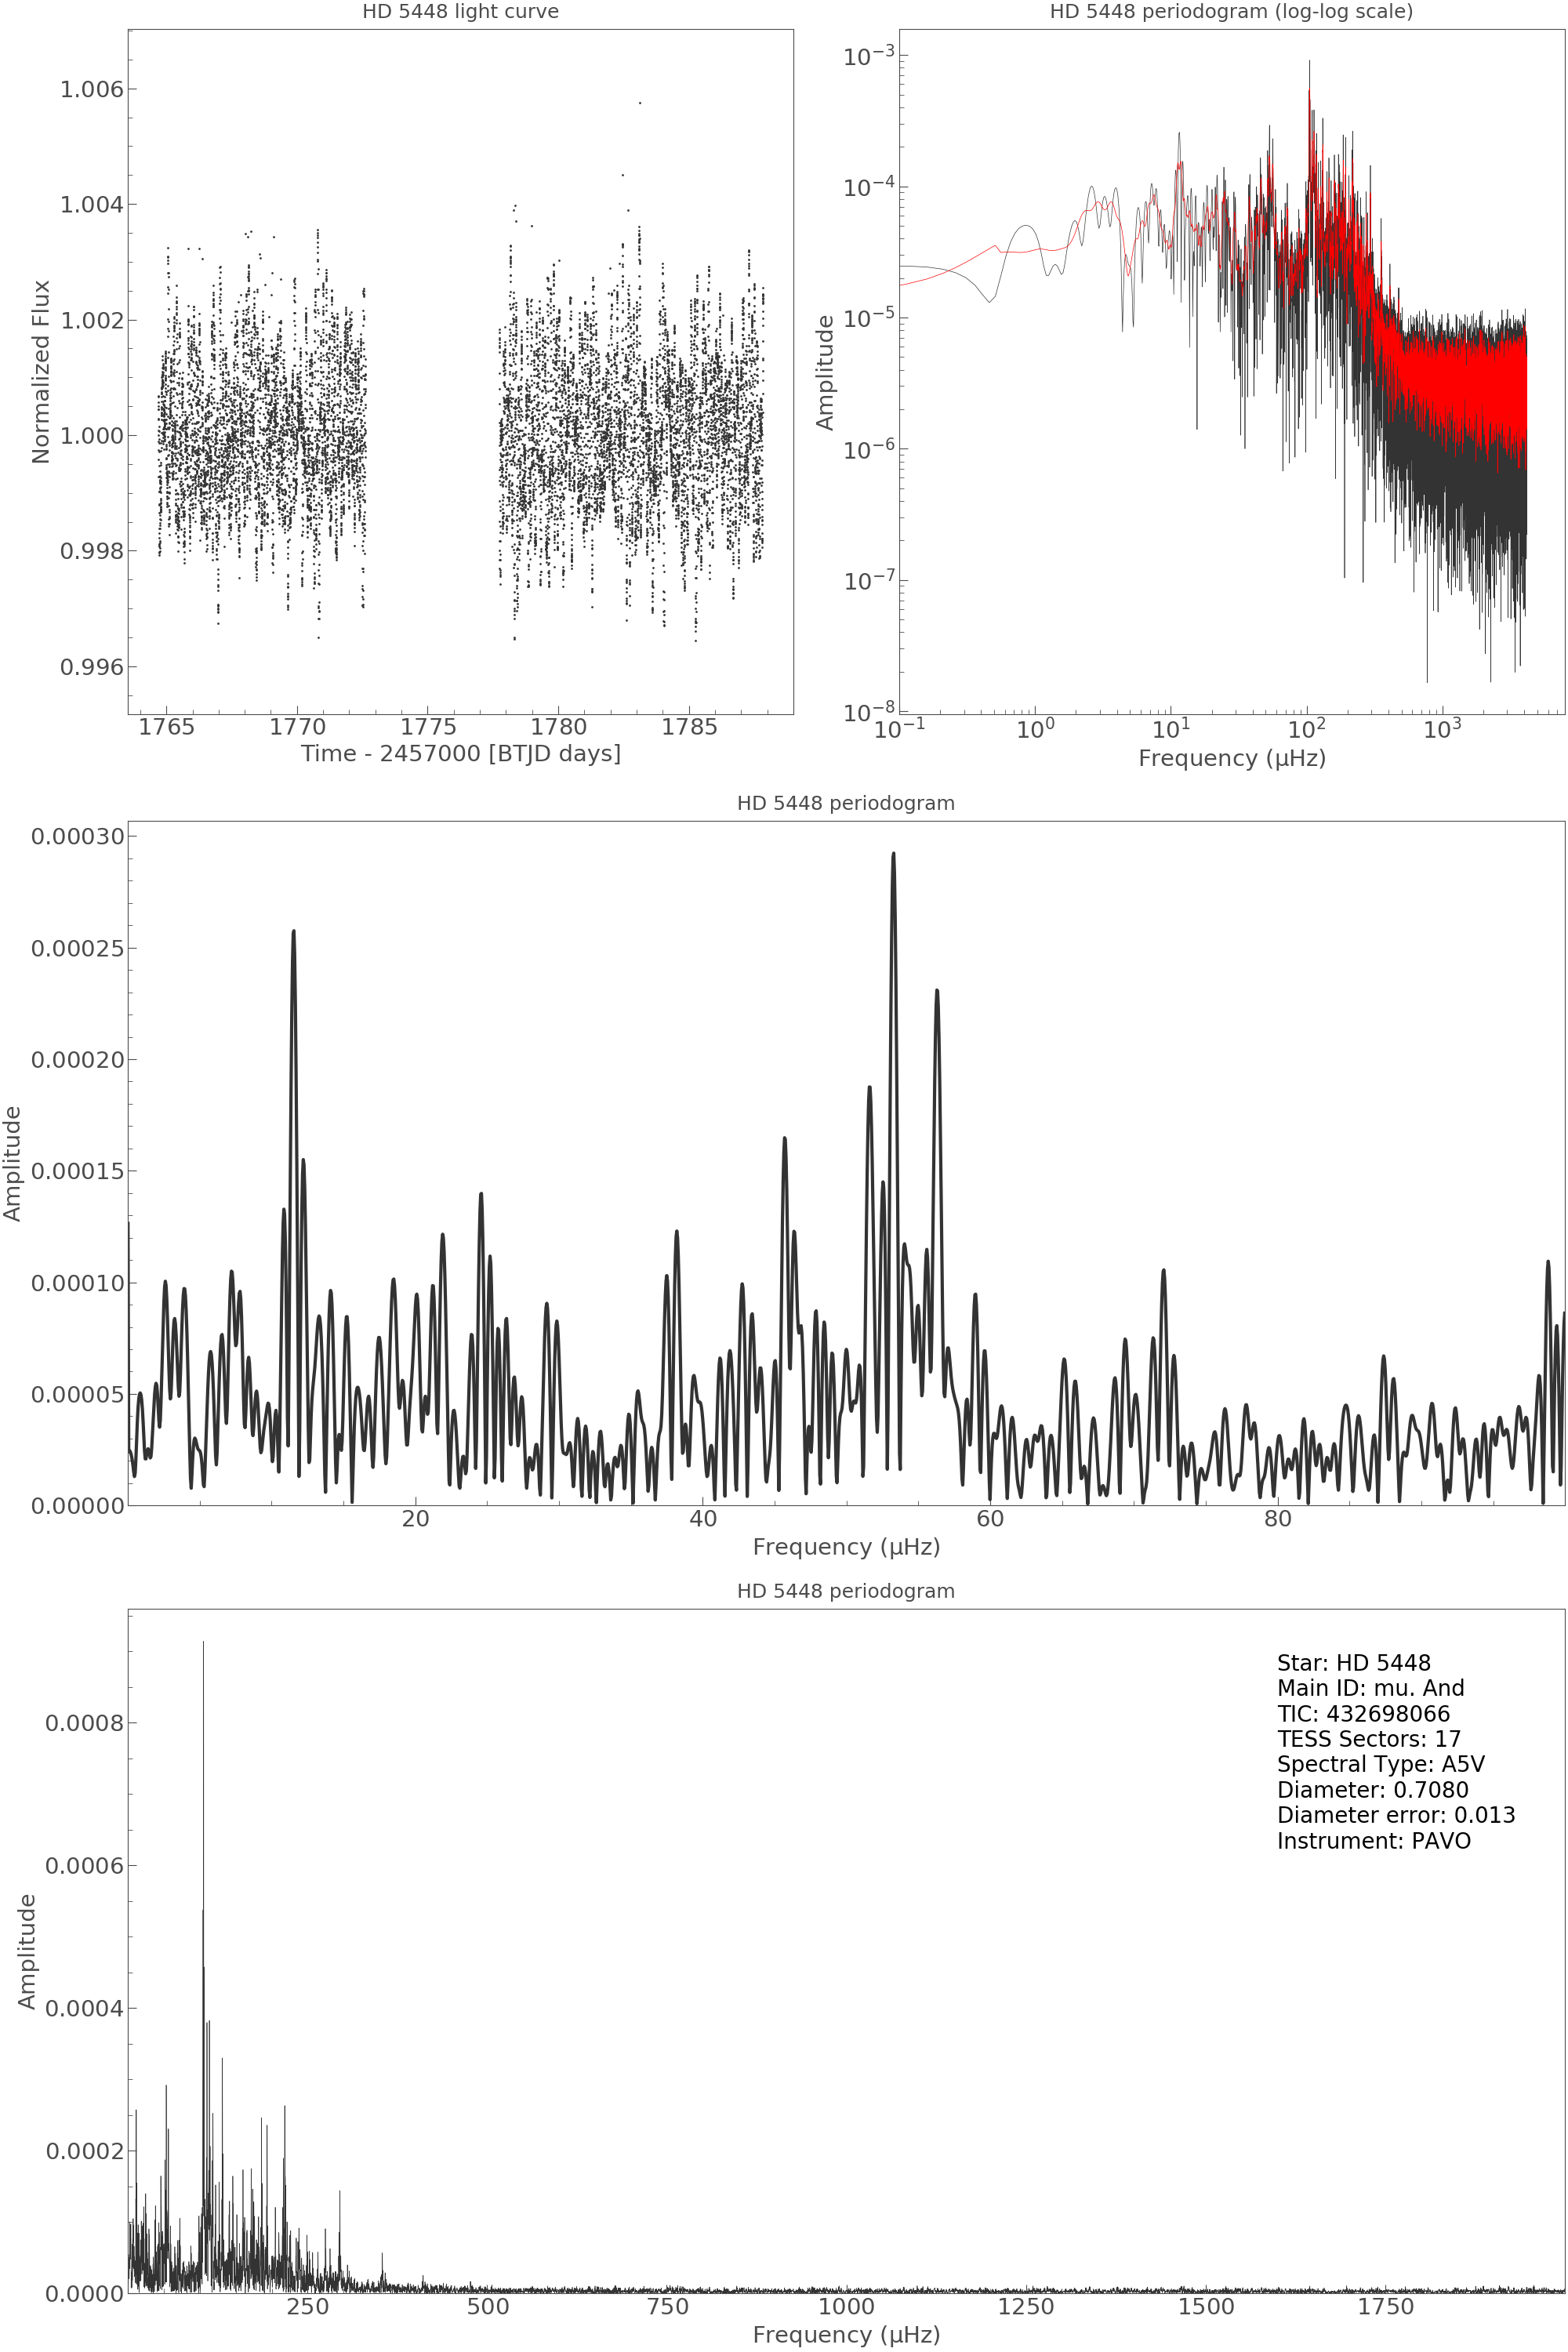 HD 5448 light curve
1.006
1.004
1.002
1.000
0.998
0.996
Normalized Flux
1765
1770
1775
1780
1785
Time - 2457000 [BTJD days]
HD 5448 periodogram (log-log scale)
10⁻³
10⁻⁴
10⁻⁵
10⁻⁶
10⁻⁷
10⁻⁸
Amplitude
10⁻¹
10⁰
10¹
10²
10³
Frequency (μHz)
HD 5448 periodogram
0.00030
0.00025
0.00020
0.00015
0.00010
0.00005
0.00000
Amplitude
20
40
60
80
Frequency (μHz)
HD 5448 periodogram
0.0008
0.0006
0.0004
0.0002
0.0000
Amplitude
Star: HD 5448
Main ID: mu. And
TIC: 432698066
TESS Sectors: 17
Spectral Type: A5V
Diameter: 0.7080
Diameter error: 0.013
Instrument: PAVO
250
500
750
1000
1250
1500
1750
Frequency (μHz)